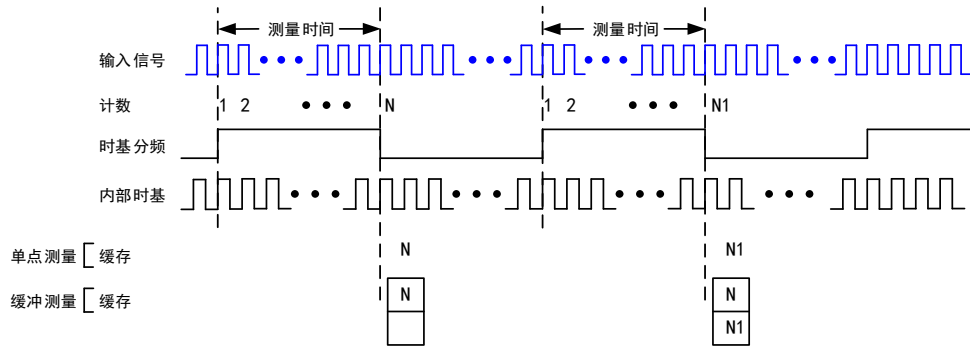 测量时间 测量时间
输入信号
计数 1 2 N 1 2 N1
时基分频
内部时基
单点测量 缓存 N N1
缓冲测量 缓存 N N
N1